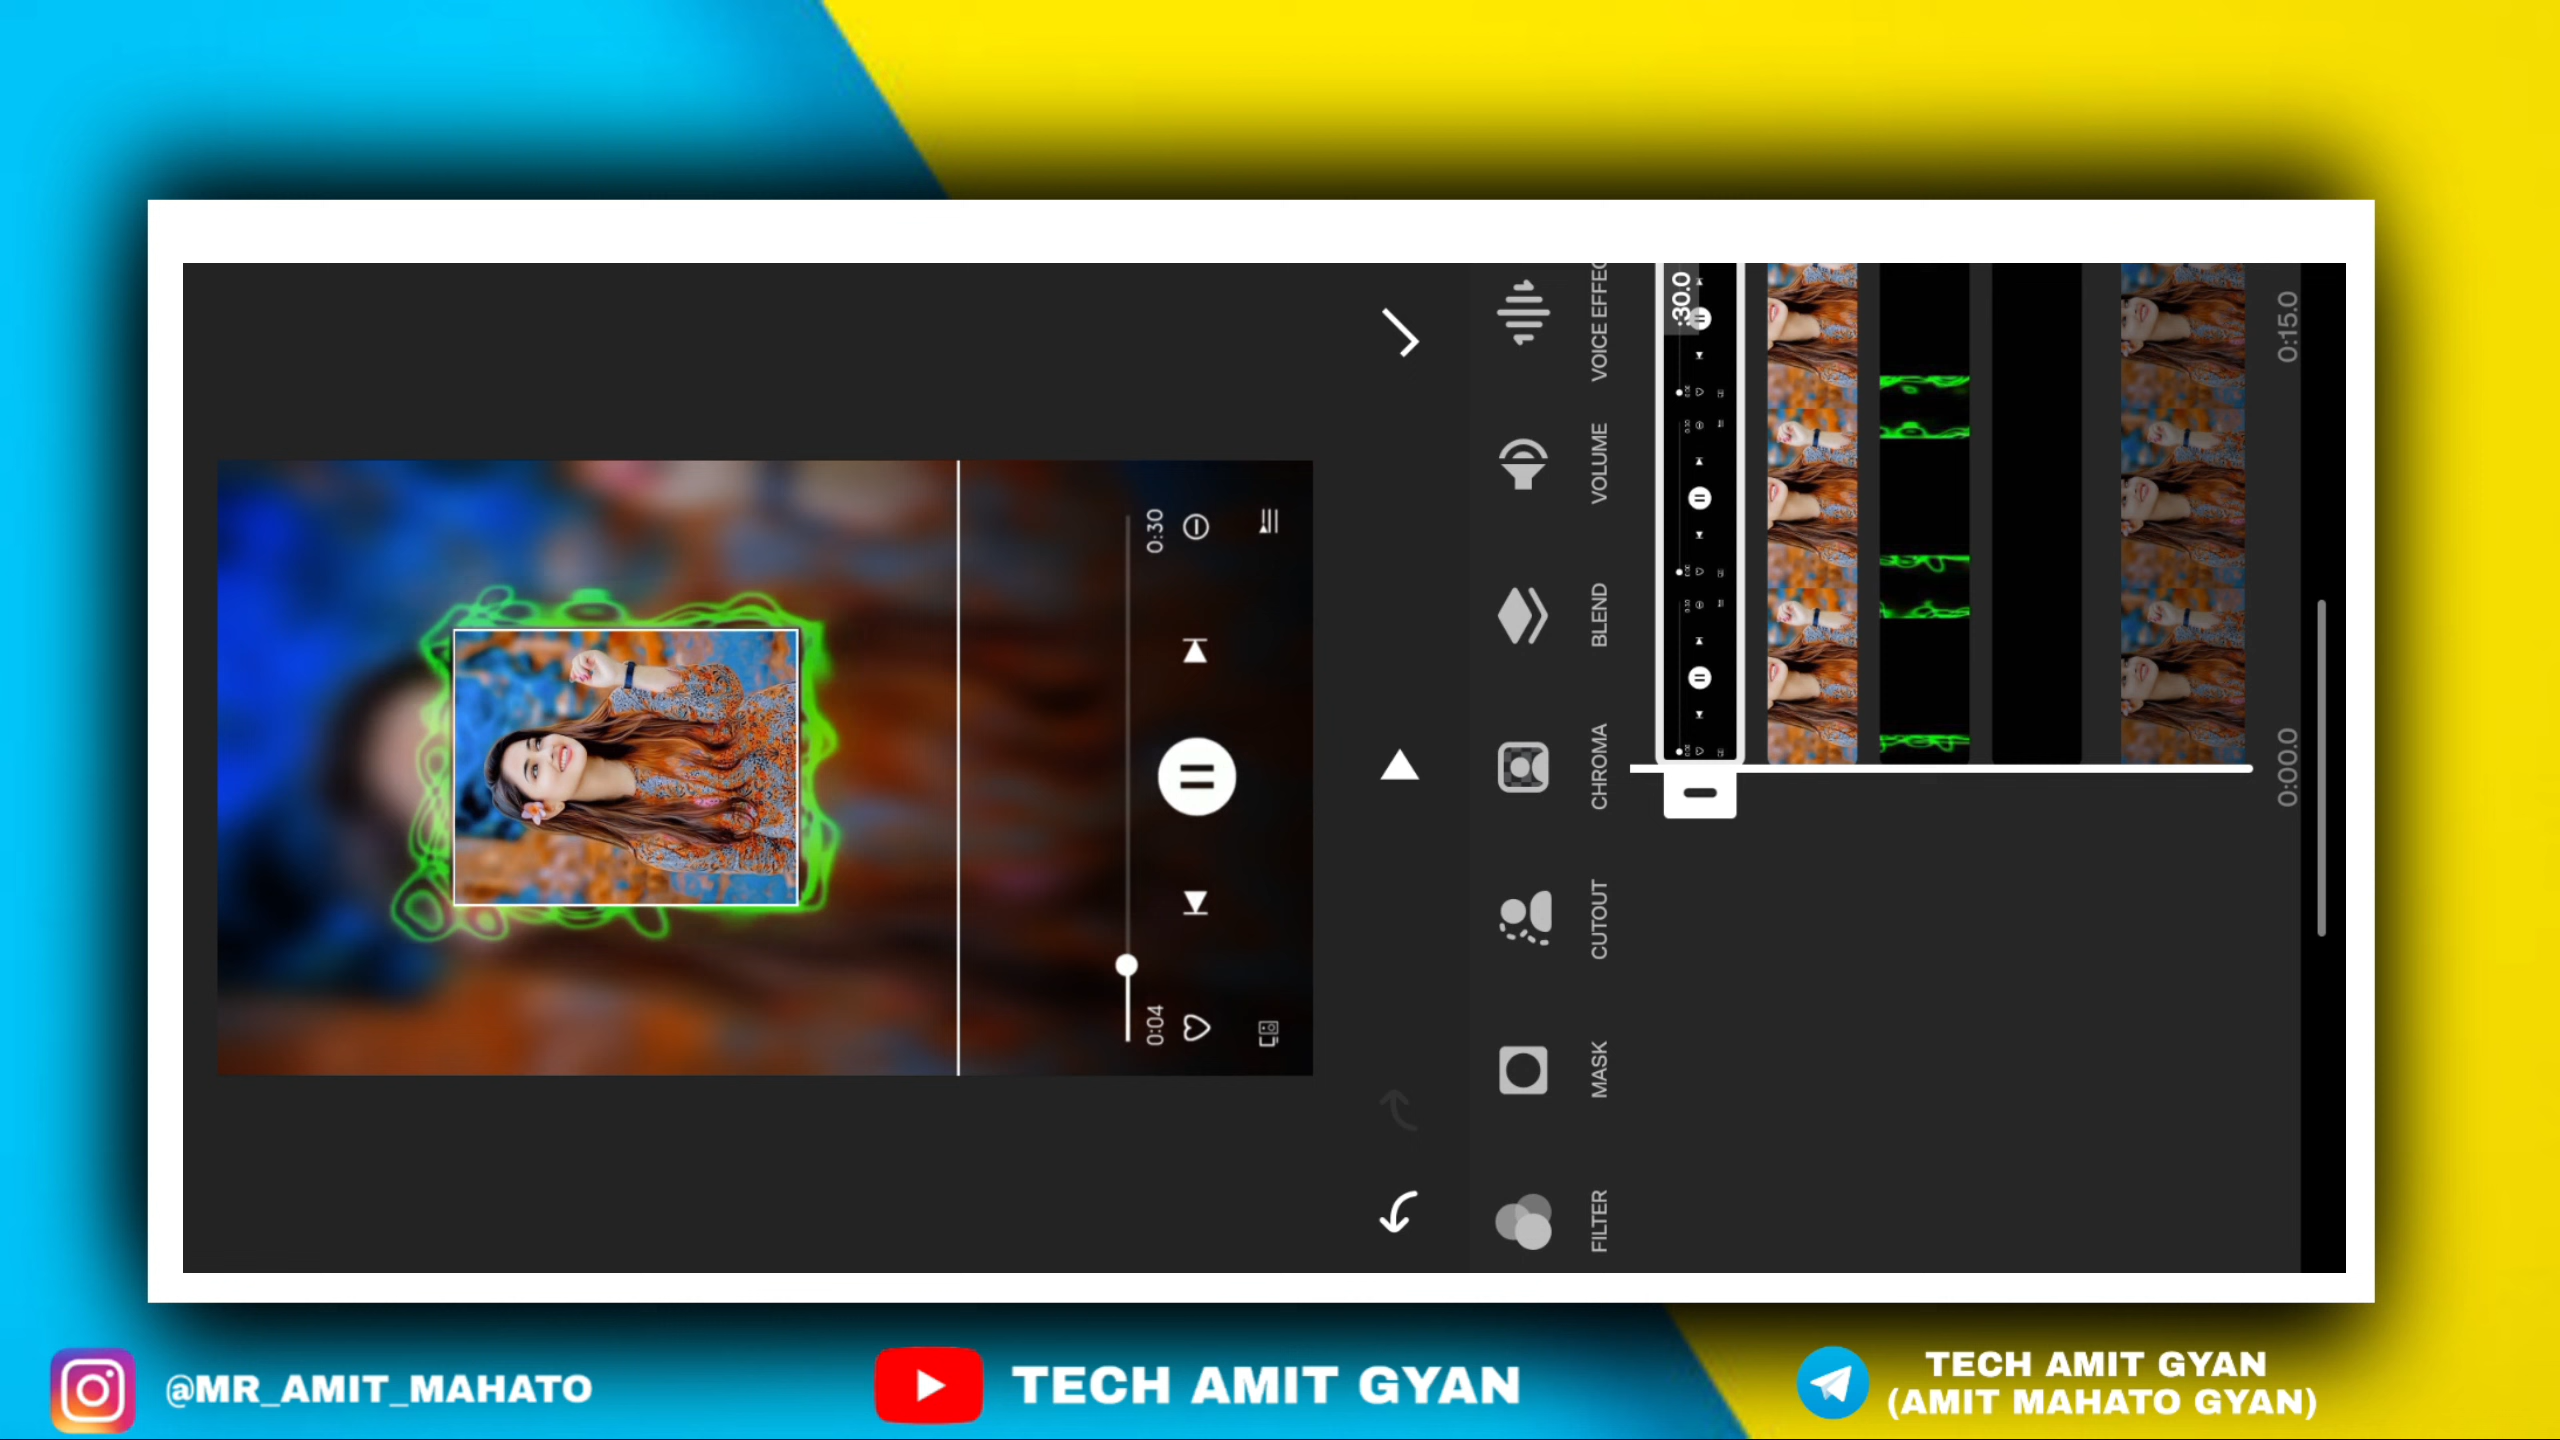 0:30
0:04
VOICE EFFEC
VOLUME
BLEND
CHROMA
CUTOUT
MASK
FILTER
:30.0
0:15.0
0:00.0
@MR_AMIT_MAHATO
TECH AMIT GYAN
TECH AMIT GYAN
(AMIT MAHATO GYAN)